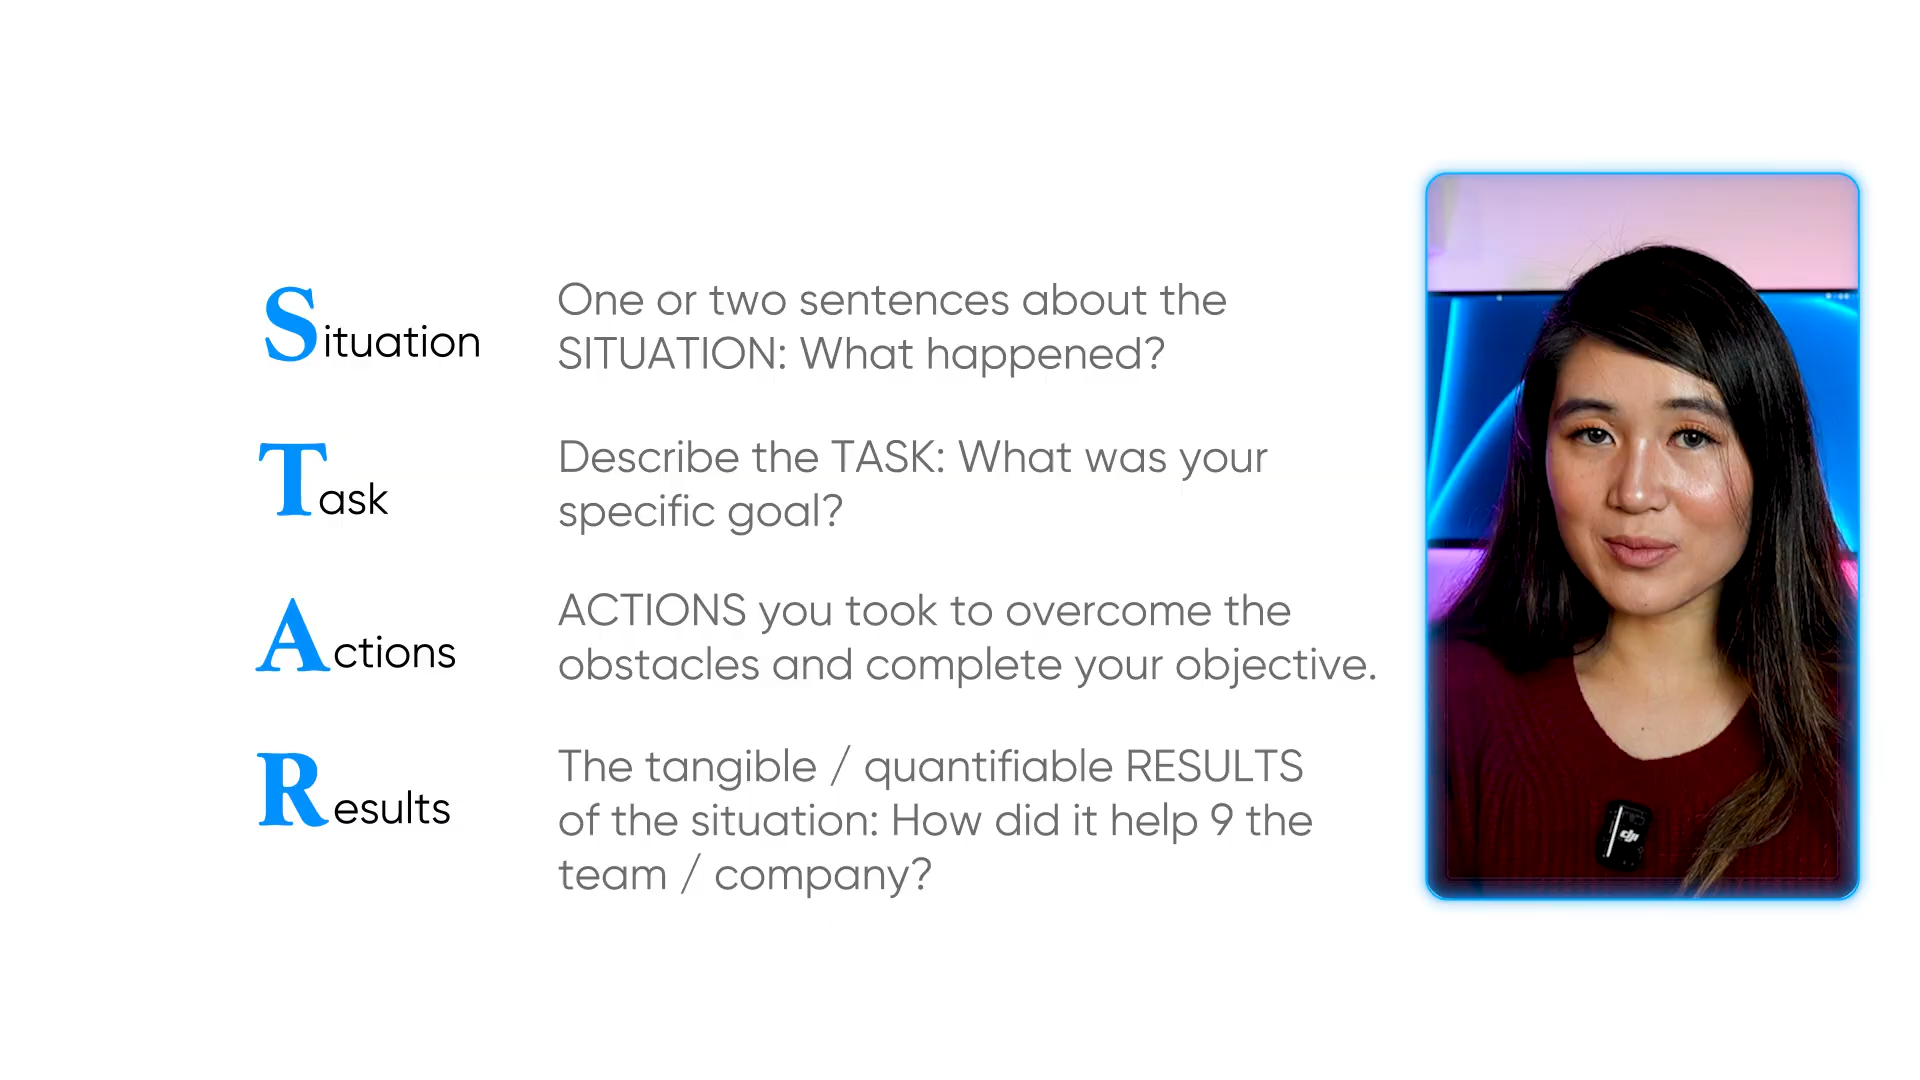 Situation
One or two sentences about the
SITUATION: What happened?
Task
Describe the TASK: What was your
specific goal?
Actions
ACTIONS you took to overcome the
obstacles and complete your objective.
Results
The tangible / quantifiable RESULTS
of the situation: How did it help 9 the
team / company?
dji